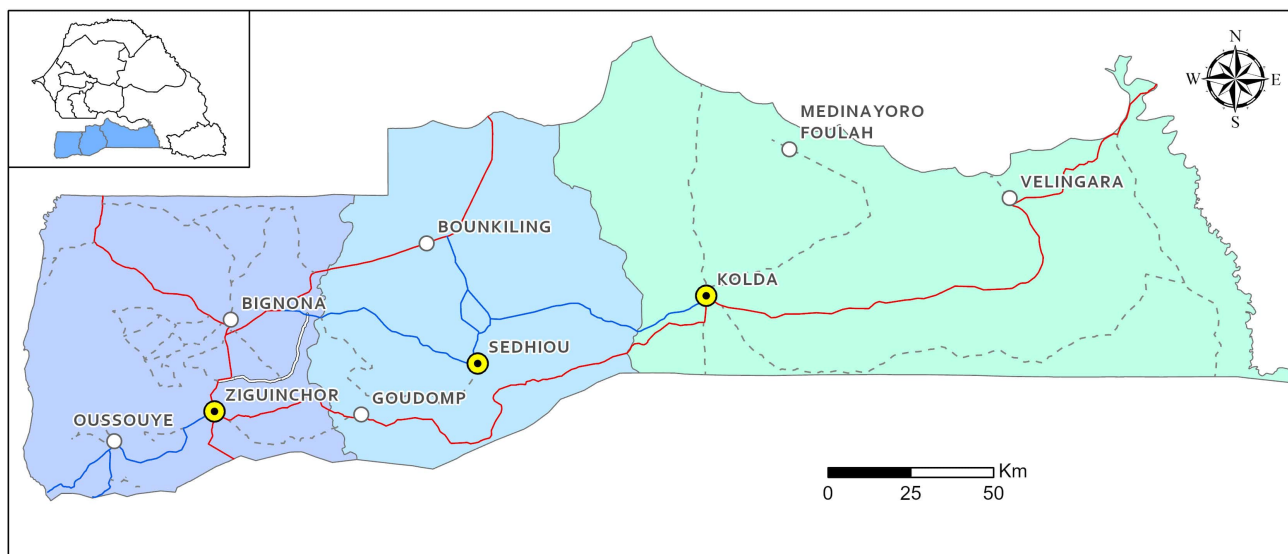 N
W
E
S
MEDINAYORO
FOULAH
VELINGARA
BOUNKILING
KOLDA
BIGNONA
SEDHIOU
ZIGUINCHOR
GOUDOMP
OUSSOUYE
Km
0 25 50